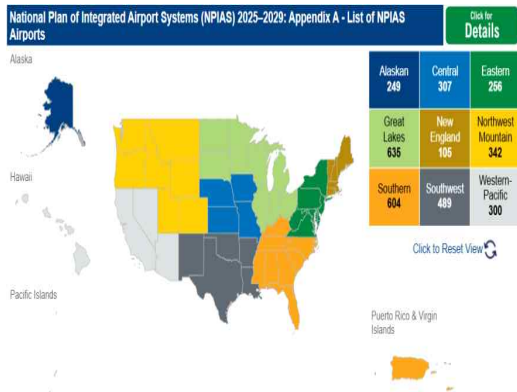 National Plan of Integrated Airport Systems (NPIAS) 2025–2029: Appendix A - List of NPIAS
Airports
Click for
Details
Alaska
Hawaii
Pacific Islands
Alaskan
249
Central
307
Eastern
256
Great
Lakes
635
New
England
105
Northwest
Mountain
342
Southern
604
Southwest
489
Western-
Pacific
300
Click to Reset View
Puerto Rico & Virgin
Islands